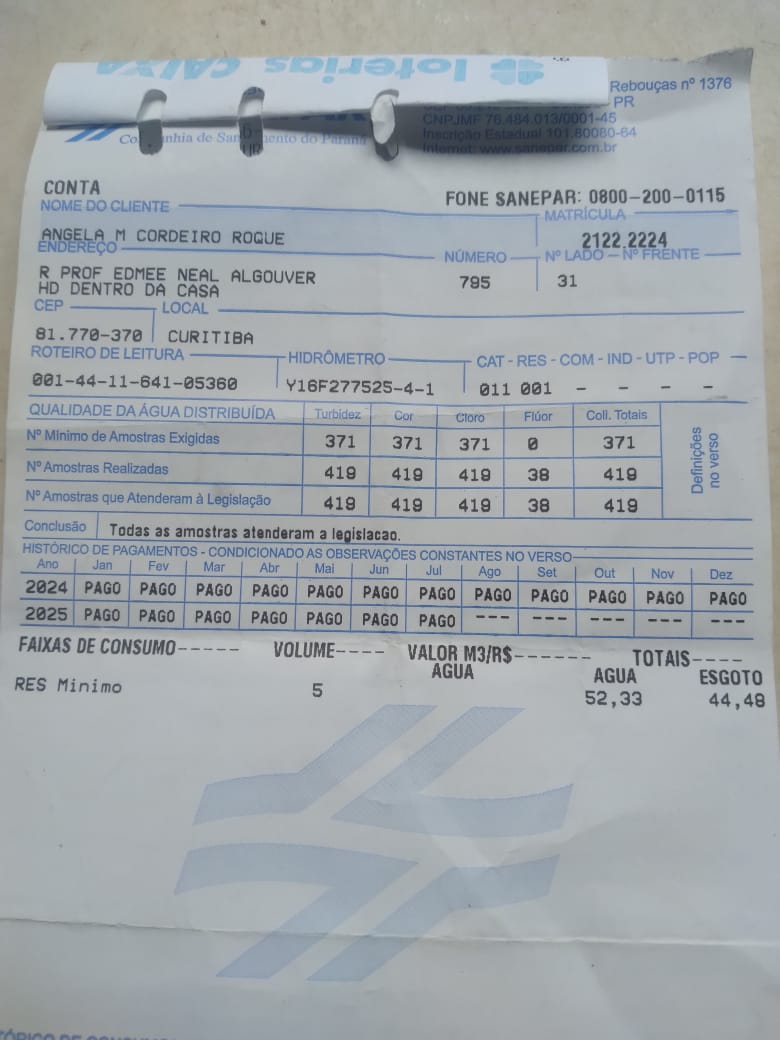 loterias CAIXA
Rebouças nº 1376
PR
CNPJMF 76.484.013/0001-45
Inscrição Estadual 101.80080-64
Internet: www.sanepar.com.br
do Paraná
CONTA
FONE SANEPAR: 0800-200-0115
NOME DO CLIENTE MATRÍCULA
ANGELA M CORDEIRO ROQUE 2122.2224
ENDEREÇO NÚMERO Nº LADO - Nº FRENTE
R PROF EDMEE NEAL ALGOUVER 795 31
HD DENTRO DA CASA
CEP LOCAL
81.770-370 CURITIBA
ROTEIRO DE LEITURA HIDRÔMETRO CAT - RES - COM - IND - UTP - POP
001-44-11-641-05360 Y16F277525-4-1 011 001 - - - -
QUALIDADE DA ÁGUA DISTRIBUÍDA Turbidez Cor Cloro Flúor Coli. Totais
Nº Mínimo de Amostras Exigidas 371 371 371 0 371
Nº Amostras Realizadas 419 419 419 38 419
Nº Amostras que Atenderam à Legislação 419 419 419 38 419
Definições no verso
Conclusão Todas as amostras atenderam a legislacao.
HISTÓRICO DE PAGAMENTOS - CONDICIONADO AS OBSERVAÇÕES CONSTANTES NO VERSO
Ano Jan Fev Mar Abr Mai Jun Jul Ago Set Out Nov Dez
2024 PAGO PAGO PAGO PAGO PAGO PAGO PAGO PAGO PAGO PAGO PAGO PAGO
2025 PAGO PAGO PAGO PAGO PAGO PAGO PAGO --- --- --- --- ---
FAIXAS DE CONSUMO----- VOLUME---- VALOR M3/R$------ TOTAIS----
AGUA AGUA ESGOTO
RES Minimo 5 52,33 44,48